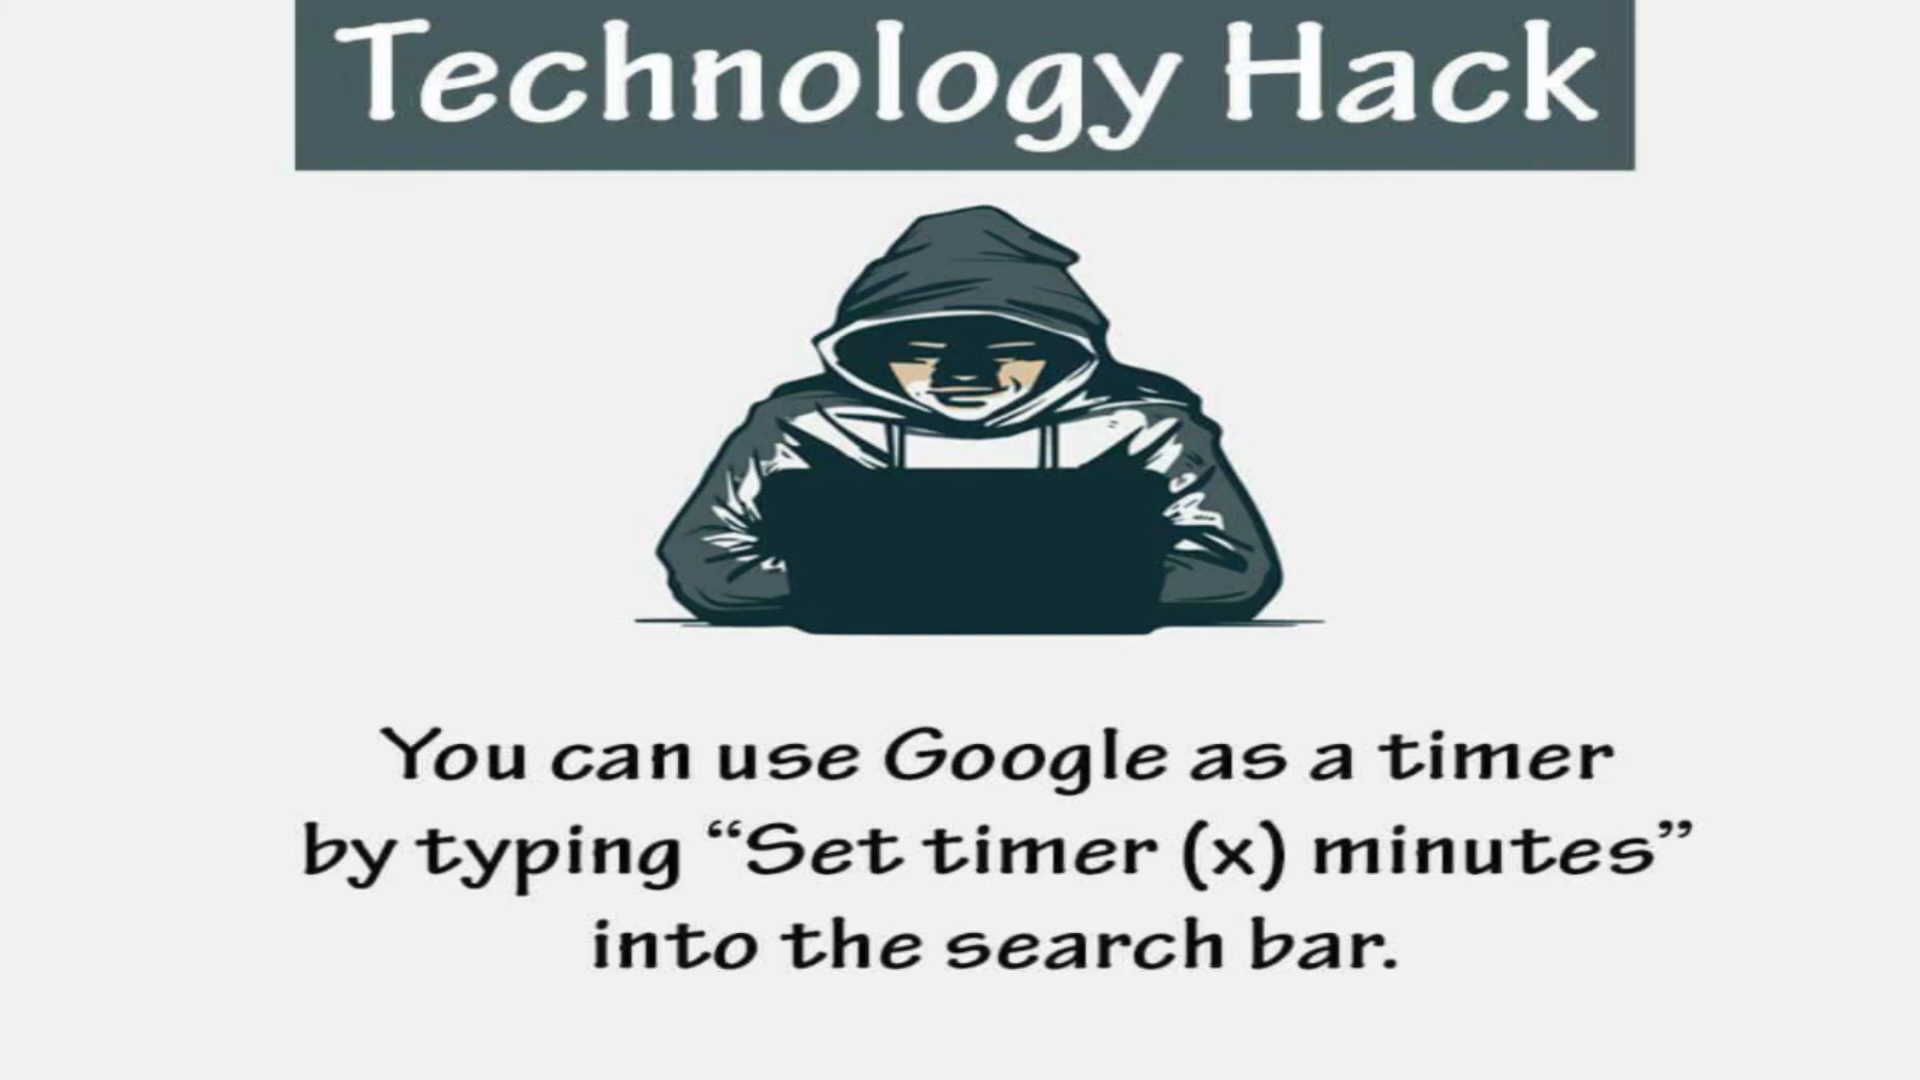 Technology Hack
You can use Google as a timer
by typing “Set timer (x) minutes”
into the search bar.